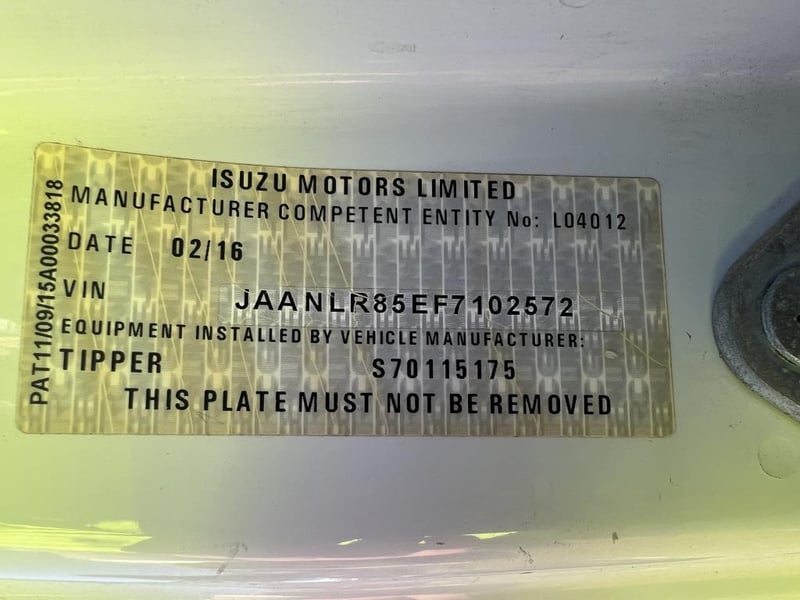 ISUZU MOTORS LIMITED
MANUFACTURER COMPETENT ENTITY No: L04012
DATE 02/16
VIN JAANLR85EF7102572
EQUIPMENT INSTALLED BY VEHICLE MANUFACTURER:
TIPPER S70115175
THIS PLATE MUST NOT BE REMOVED
PAT11/09/15A00033818